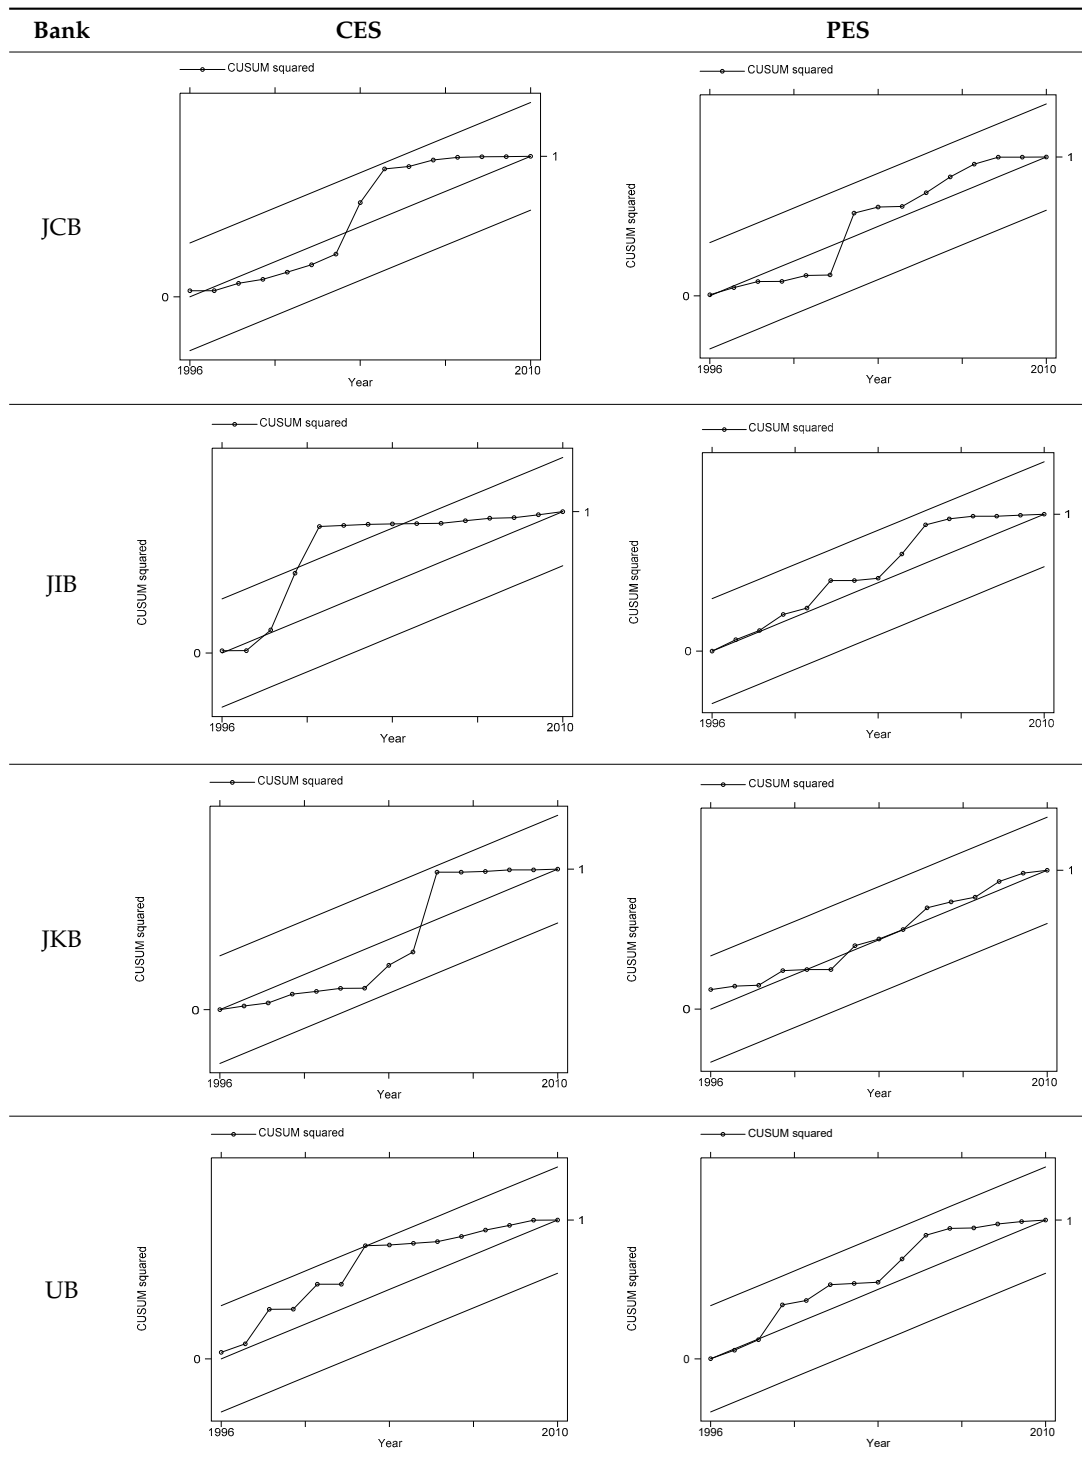 Bank CES PES
CUSUM squared CUSUM squared
1
1
JCB
CUSUM squared
0
0
1996 2010
1996 2010
Year
Year
CUSUM squared
CUSUM squared
1
1
JIB
CUSUM squared
CUSUM squared
0
0
1996 2010
1996 2010
Year
Year
CUSUM squared
CUSUM squared
1
1
JKB
CUSUM squared
CUSUM squared
0
0
1996 2010
1996 2010
Year
Year
CUSUM squared
CUSUM squared
1
1
UB
CUSUM squared
CUSUM squared
0
0
1996 2010
1996 2010
Year
Year